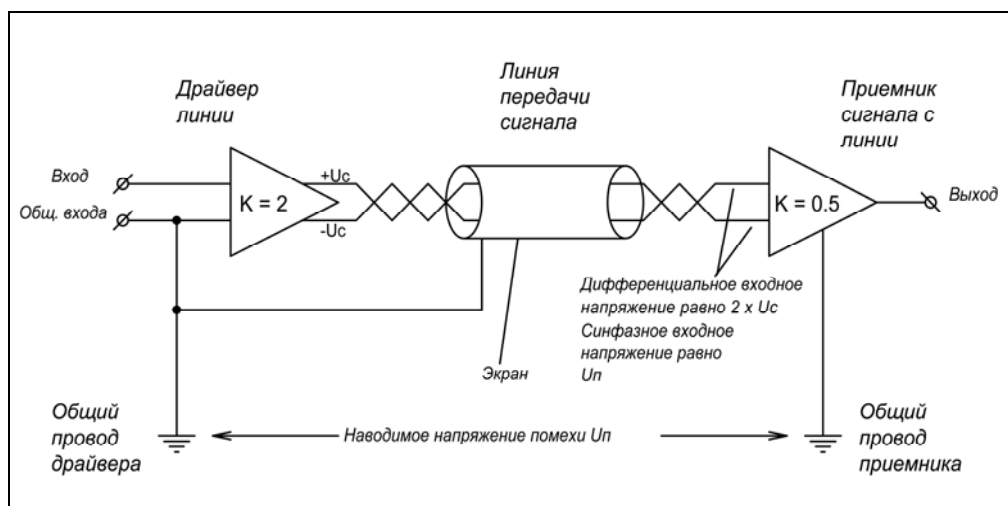 Драйвер
линии
Линия
передачи
сигнала
Приемник
сигнала с
линии
Вход
Общ. входа
K = 2
+Uc
-Uc
K = 0.5
Выход
Дифференциальное входное
напряжение равно 2 x Uc
Синфазное входное
напряжение равно
Uп
Экран
Общий
провод
драйвера
Наводимое напряжение помехи Uп
Общий
провод
приемника